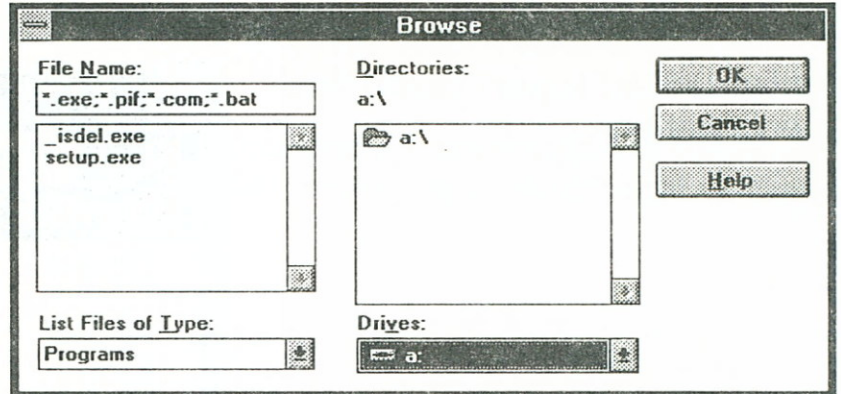 Browse
File Name:
*.exe;*.pif;*.com;*.bat
_isdel.exe
setup.exe
List Files of Type:
Programs
Directories:
a:\
a:\
Drives:
a:
OK
Cancel
Help